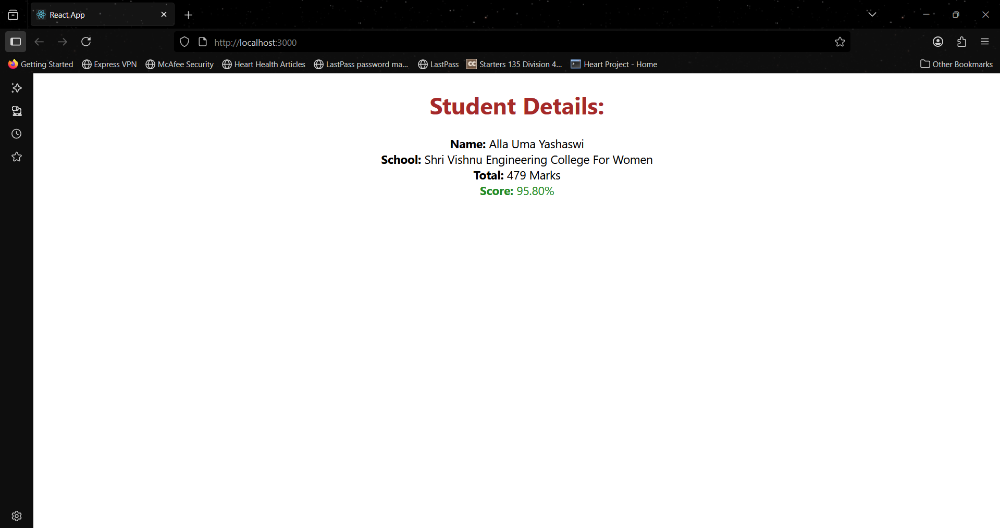 React App
http://localhost:3000
Getting Started Express VPN McAfee Security Heart Health Articles LastPass password ma... LastPass CC Starters 135 Division 4... Heart Project - Home Other Bookmarks
Student Details:
Name: Alla Uma Yashaswi
School: Shri Vishnu Engineering College For Women
Total: 479 Marks
Score: 95.80%